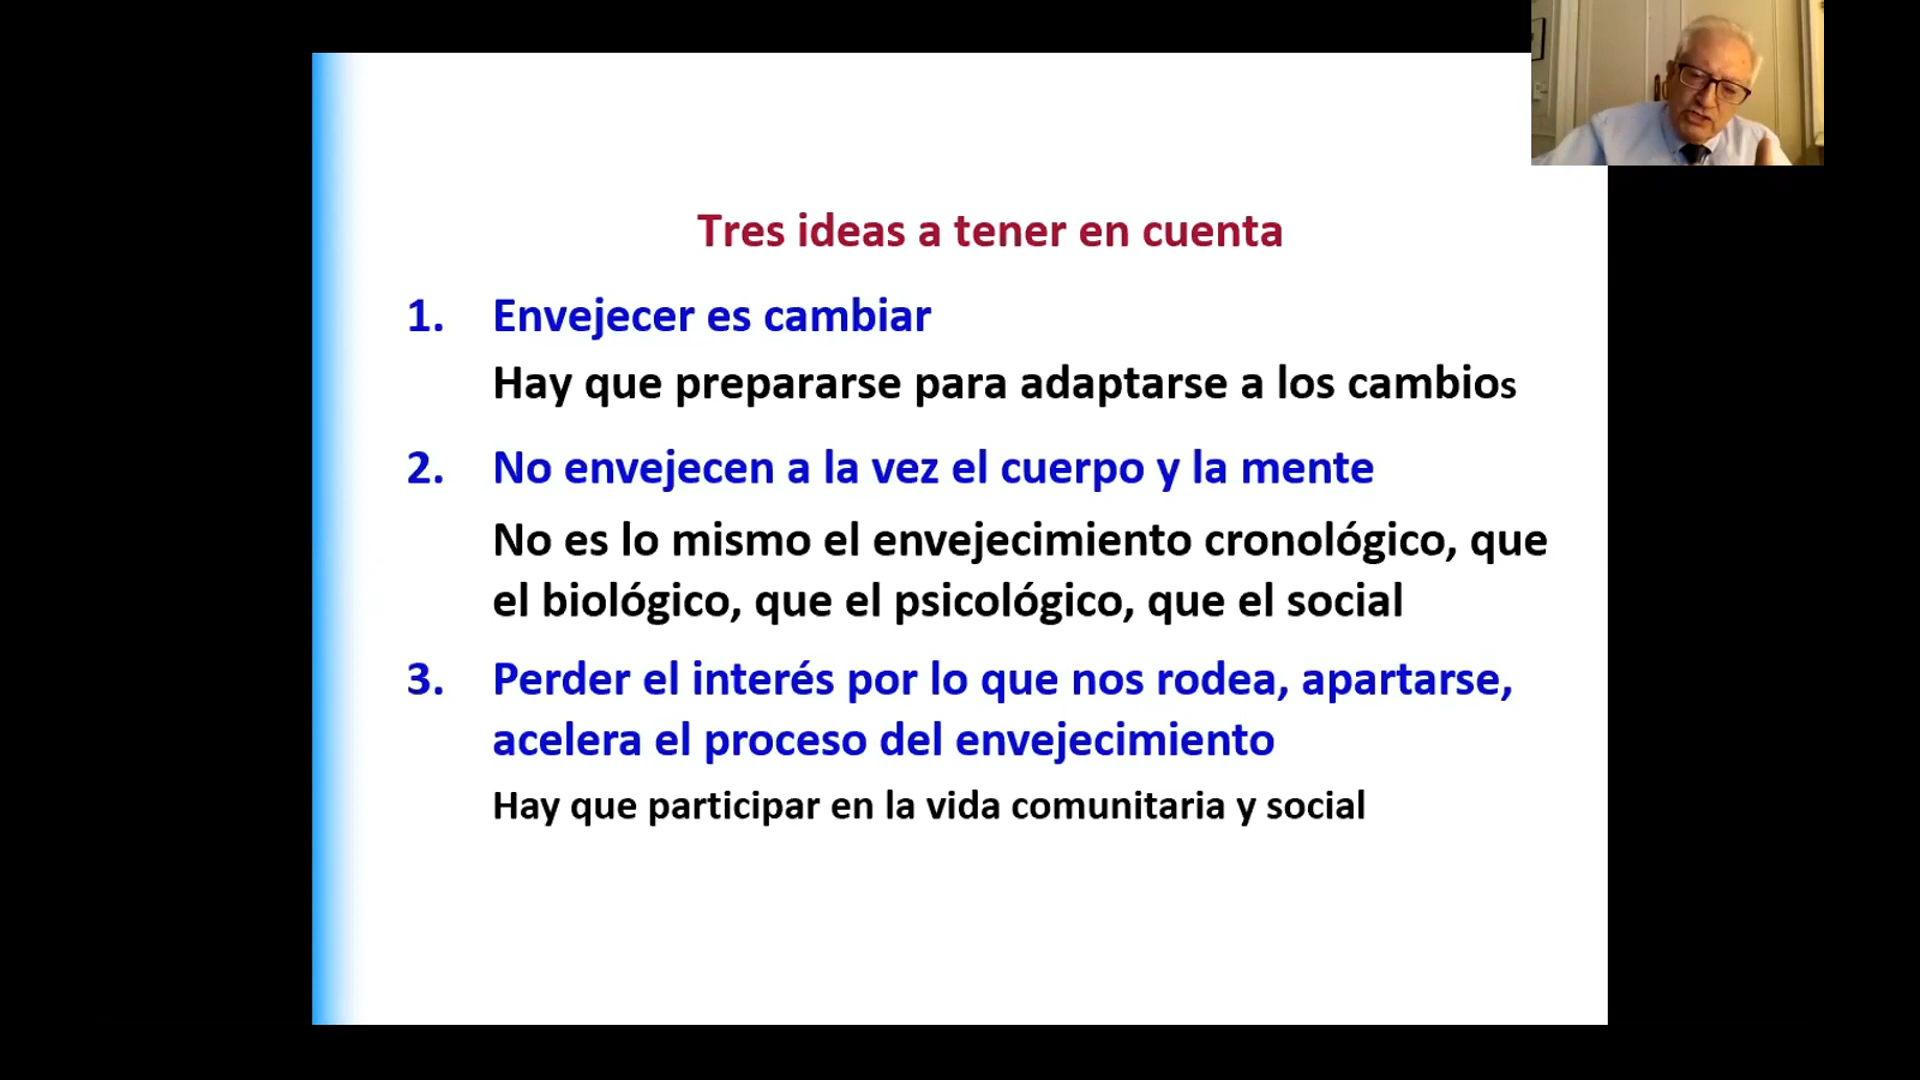 Tres ideas a tener en cuenta
1. Envejecer es cambiar
Hay que prepararse para adaptarse a los cambios
2. No envejecen a la vez el cuerpo y la mente
No es lo mismo el envejecimiento cronológico, que
el biológico, que el psicológico, que el social
3. Perder el interés por lo que nos rodea, apartarse,
acelera el proceso del envejecimiento
Hay que participar en la vida comunitaria y social